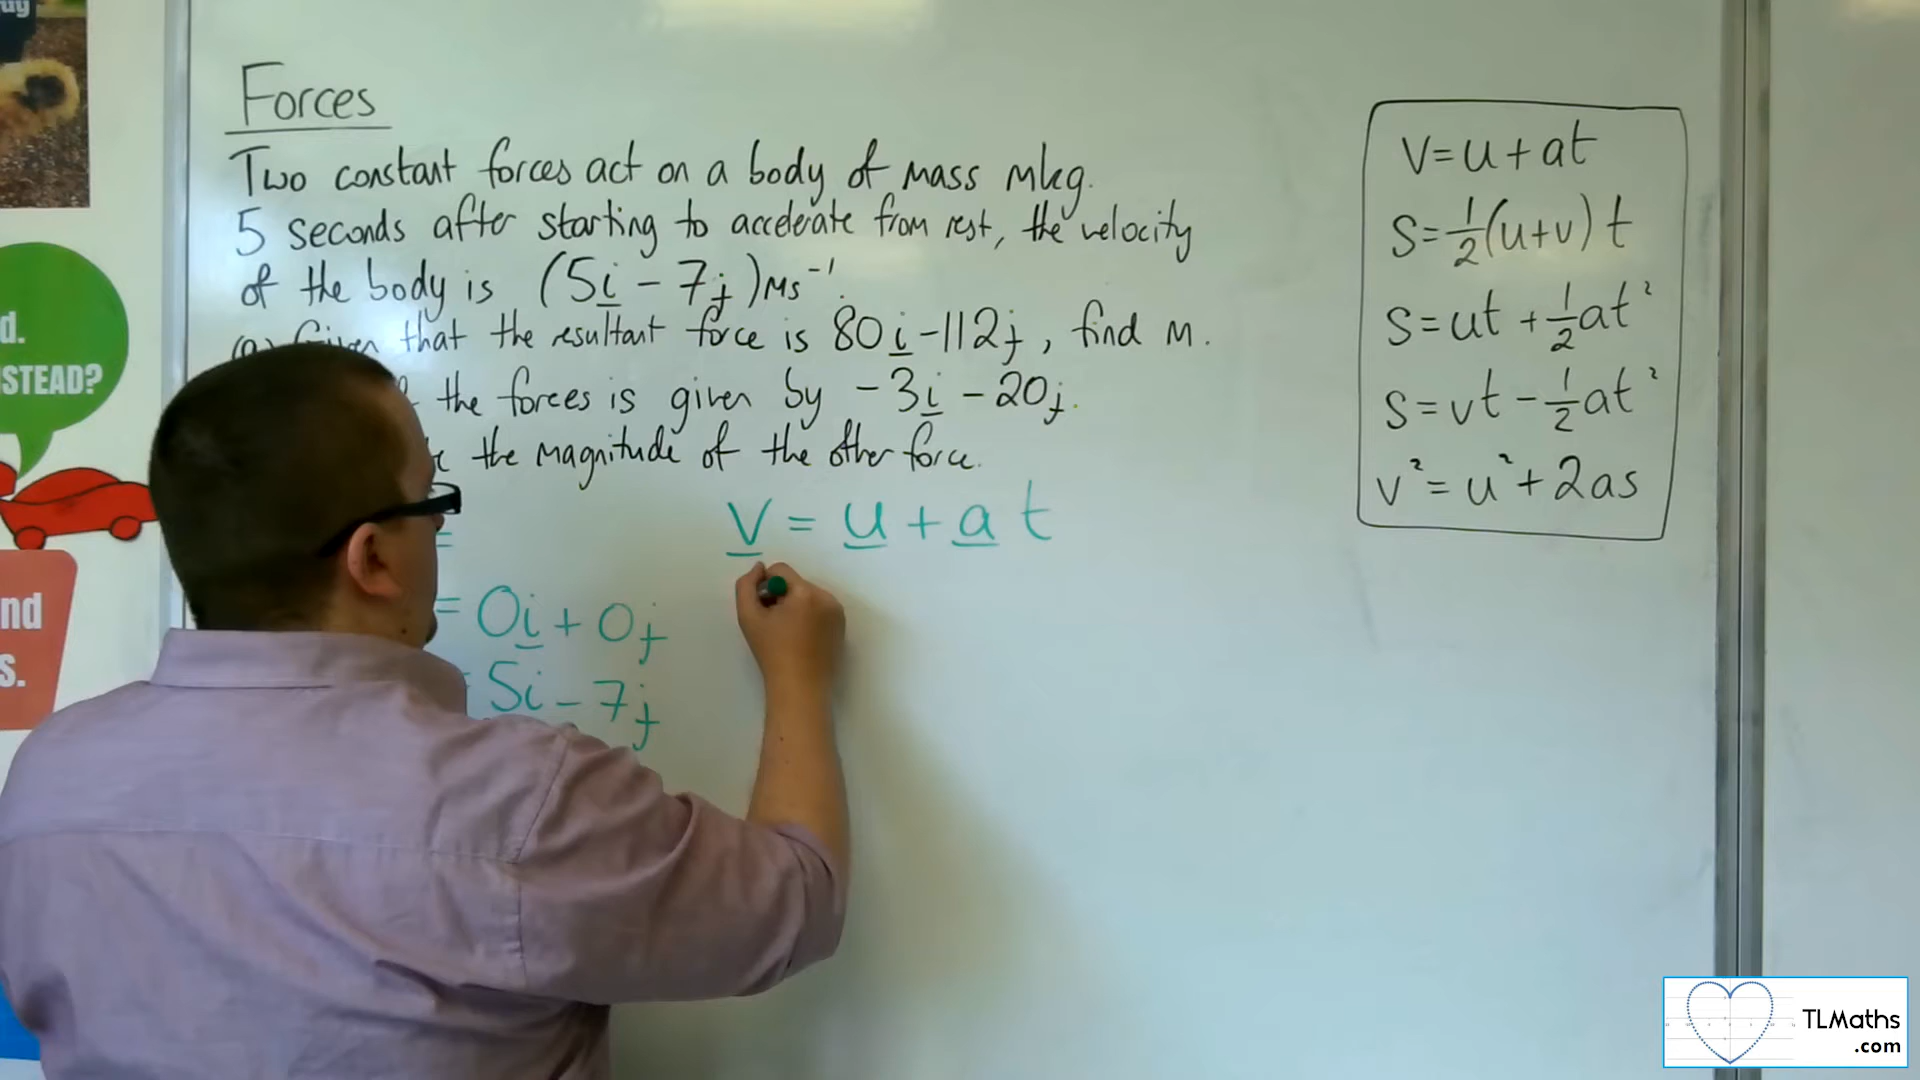 Forces
Two constant forces act on a body of mass mkg.
5 seconds after starting to accelerate from rest, the velocity
of the body is (5i - 7j)ms⁻¹.
(a) Given that the resultant force is 80i - 112j, find m.
the forces is given by -3i - 20j.
the magnitude of the other force.
v = u + at
=
= 0i + 0j
5i - 7j
V = u + at
S = ½(u+v)t
S = ut + ½at²
S = vt - ½at²
v² = u² + 2as
d.
STEAD?
nd
s.
TLMaths
.com